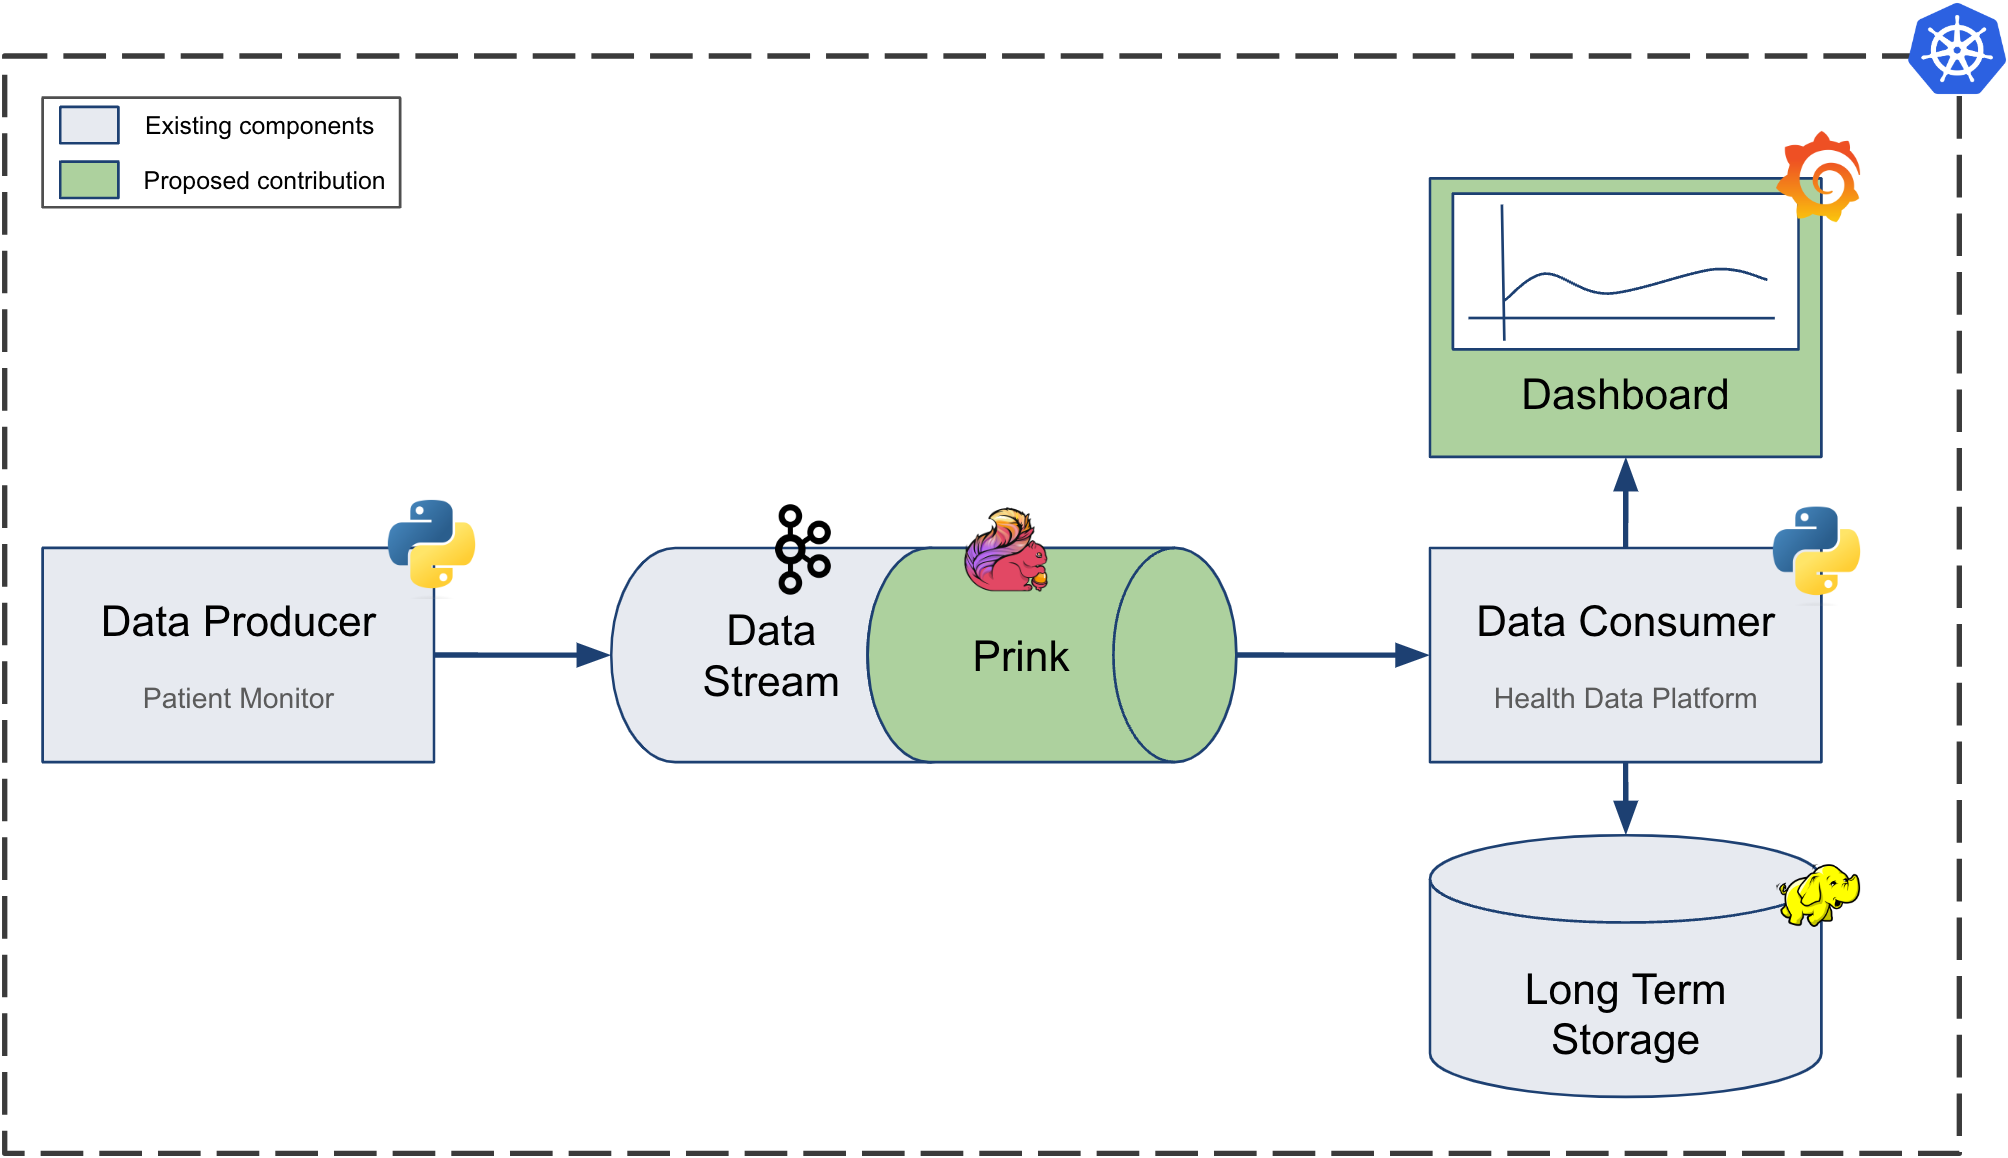 Existing components
Proposed contribution
Dashboard
Data Producer
Patient Monitor
Data
Stream
Prink
Data Consumer
Health Data Platform
Long Term
Storage